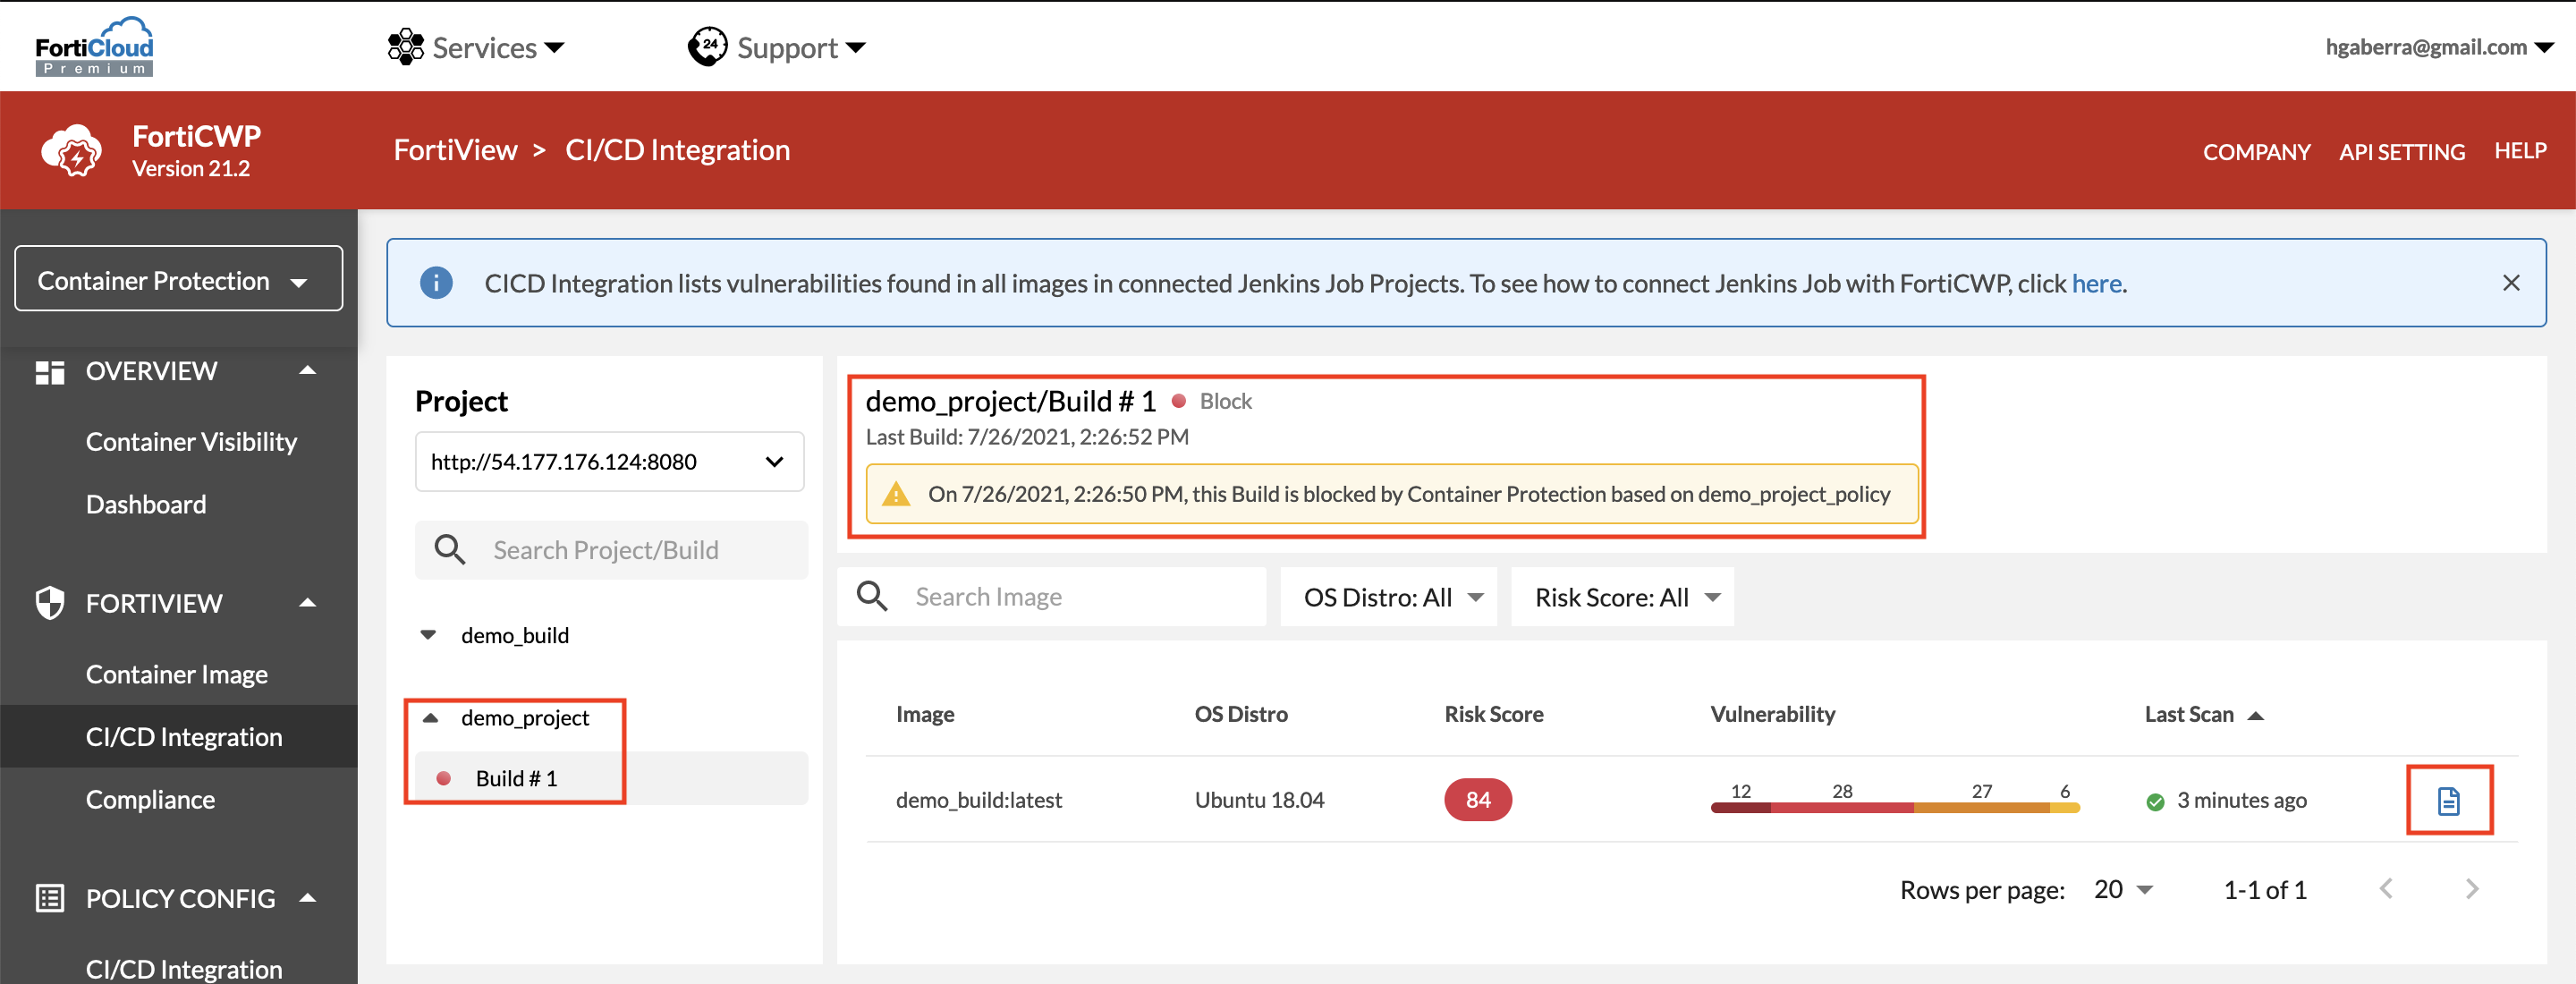 FortiCloud
Premium
Services
24
Support
hgaberra@gmail.com
FortiCWP
Version 21.2
FortiView > CI/CD Integration
COMPANY
API SETTING
HELP
Container Protection
OVERVIEW
Container Visibility
Dashboard
FORTIVIEW
Container Image
CI/CD Integration
Compliance
POLICY CONFIG
CI/CD Integration
CICD Integration lists vulnerabilities found in all images in connected Jenkins Job Projects. To see how to connect Jenkins Job with FortiCWP, click here.
Project
http://54.177.176.124:8080
Search Project/Build
demo_build
demo_project
Build # 1
demo_project/Build # 1 Block
Last Build: 7/26/2021, 2:26:52 PM
On 7/26/2021, 2:26:50 PM, this Build is blocked by Container Protection based on demo_project_policy
Search Image
OS Distro: All
Risk Score: All
Image OS Distro Risk Score Vulnerability Last Scan
12 28 27 6
demo_build:latest Ubuntu 18.04 84 3 minutes ago
Rows per page: 20 1-1 of 1